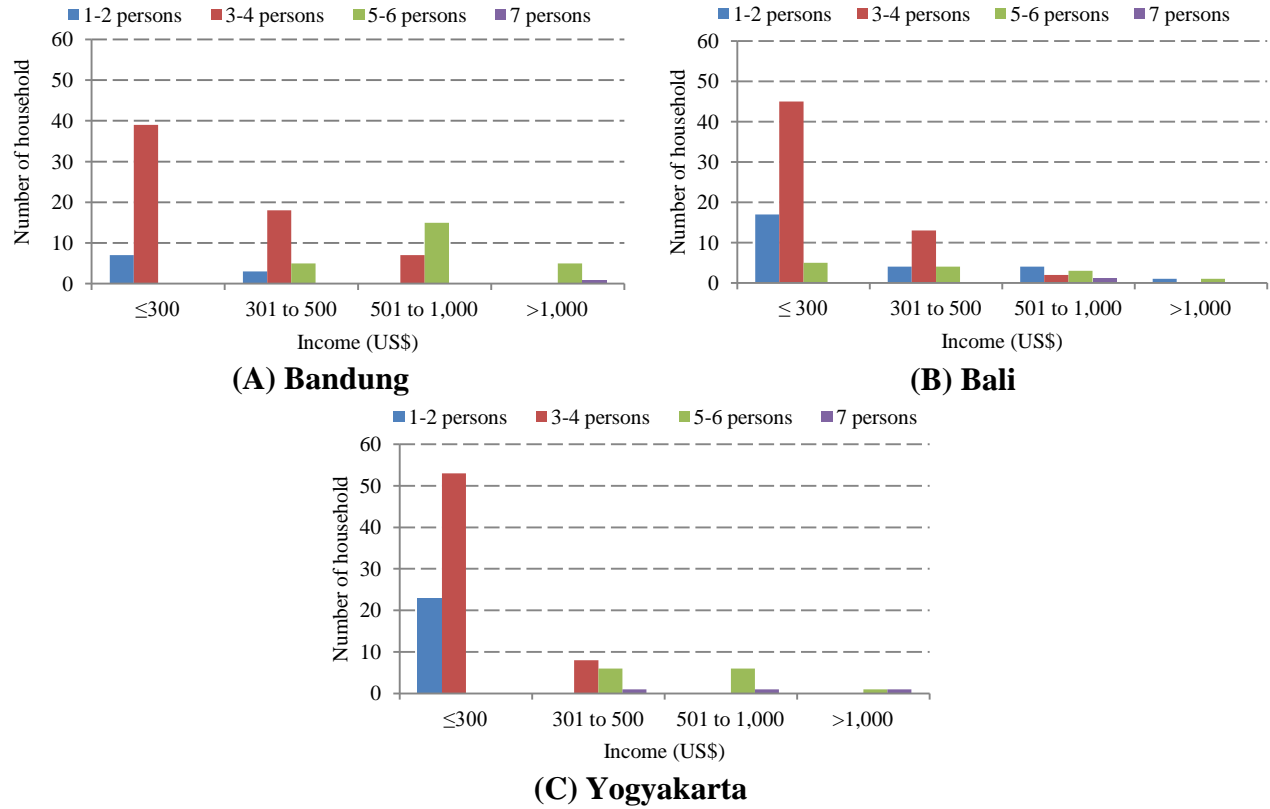 1-2 persons 3-4 persons 5-6 persons 7 persons
60
50
40
30
20
10
0
Number of household
≤300 301 to 500 501 to 1,000 >1,000
Income (US$)
(A) Bandung
1-2 persons 3-4 persons 5-6 persons 7 persons
60
50
40
30
20
10
0
Number of household
≤ 300 301 to 500 501 to 1,000 >1,000
Income (US$)
(B) Bali
1-2 persons 3-4 persons 5-6 persons 7 persons
60
50
40
30
20
10
0
Number of household
≤300 301 to 500 501 to 1,000 >1,000
Income (US$)
(C) Yogyakarta